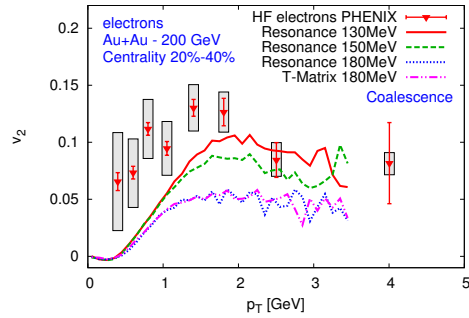 electrons
Au+Au - 200 GeV
Centrality 20%-40%
HF electrons PHENIX
Resonance 130MeV
Resonance 150MeV
Resonance 180MeV
T-Matrix 180MeV
Coalescence
0.2
0.15
0.1
0.05
0
v2
0 1 2 3 4 5
pT [GeV]